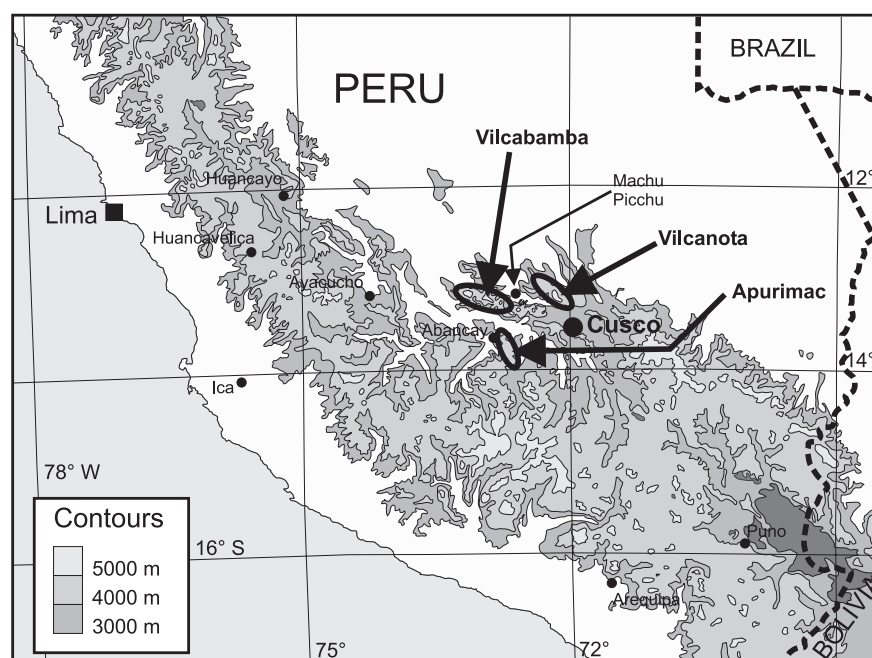 BRAZIL
PERU
Vilcabamba
Huancayo
Machu
Picchu
12°
Lima
Huancavelica
Vilcanota
Ayacucho
Apurimac
Abancay
Cusco
14°
Ica
78° W
Contours
5000 m
4000 m
3000 m
16° S
Puno
Arequipa
75°
72°
BOLIVIA